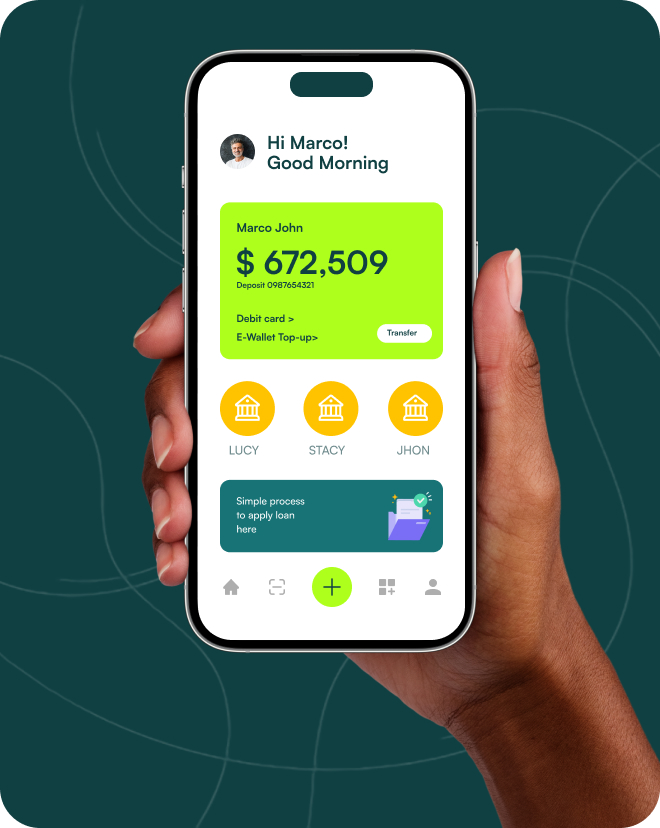 Hi Marco!
Good Morning
Marco John
$ 672,509
Deposit 0987654321
Debit card >
E-Wallet Top-up>
Transfer
LUCY
STACY
JHON
Simple process
to apply loan
here